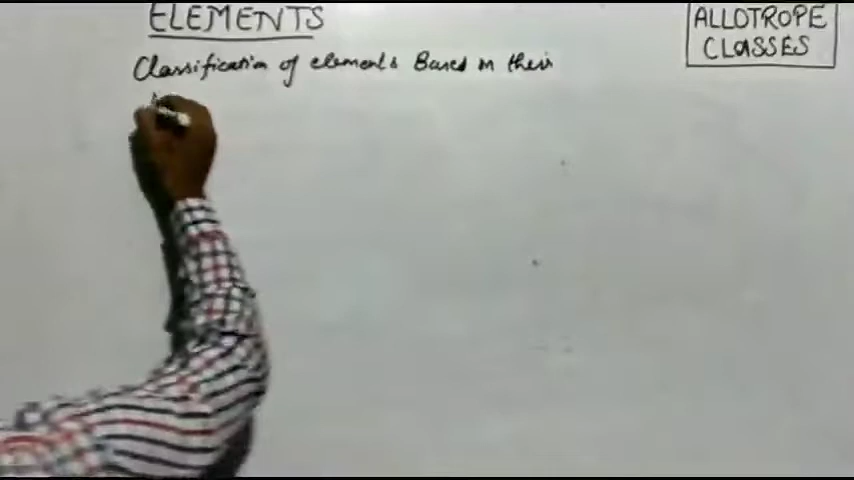 ELEMENTS
ALLOTROPE
CLASSES
Classification of elements Based on their